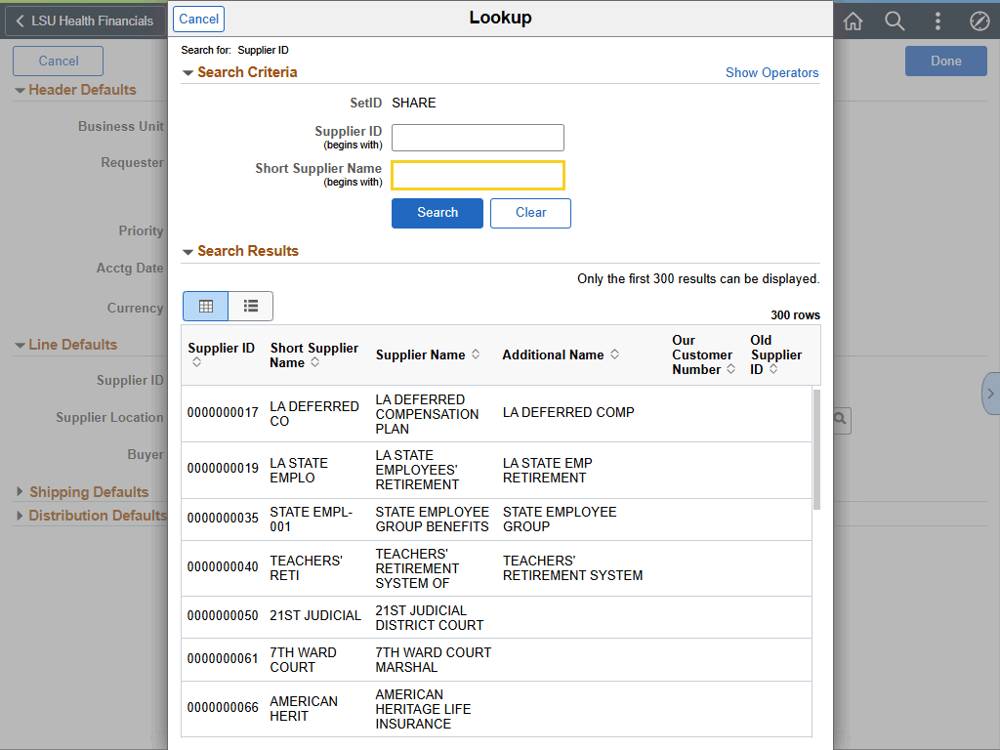 LSU Health Financials
Cancel
Lookup
Cancel
Done
Search for: Supplier ID
Search Criteria
Show Operators
Header Defaults
SetID SHARE
Business Unit
Supplier ID
(begins with)
Requester
Short Supplier Name
(begins with)
Search
Clear
Priority
Search Results
Acctg Date
Only the first 300 results can be displayed.
Currency
300 rows
Line Defaults
Supplier ID
Short Supplier Name
Supplier Name
Additional Name
Our Customer Number
Old Supplier ID
Supplier ID
Supplier Location
Buyer
Shipping Defaults
Distribution Defaults
0000000017
LA DEFERRED CO
LA DEFERRED COMPENSATION PLAN
LA DEFERRED COMP
0000000019
LA STATE EMPLO
LA STATE EMPLOYEES' RETIREMENT
LA STATE EMP RETIREMENT
0000000035
STATE EMPL-001
STATE EMPLOYEE GROUP BENEFITS
STATE EMPLOYEE GROUP
0000000040
TEACHERS' RETI
TEACHERS' RETIREMENT SYSTEM OF
TEACHERS' RETIREMENT SYSTEM
0000000050
21ST JUDICIAL
21ST JUDICIAL DISTRICT COURT
0000000061
7TH WARD COURT
7TH WARD COURT MARSHAL
0000000066
AMERICAN HERIT
AMERICAN HERITAGE LIFE INSURANCE